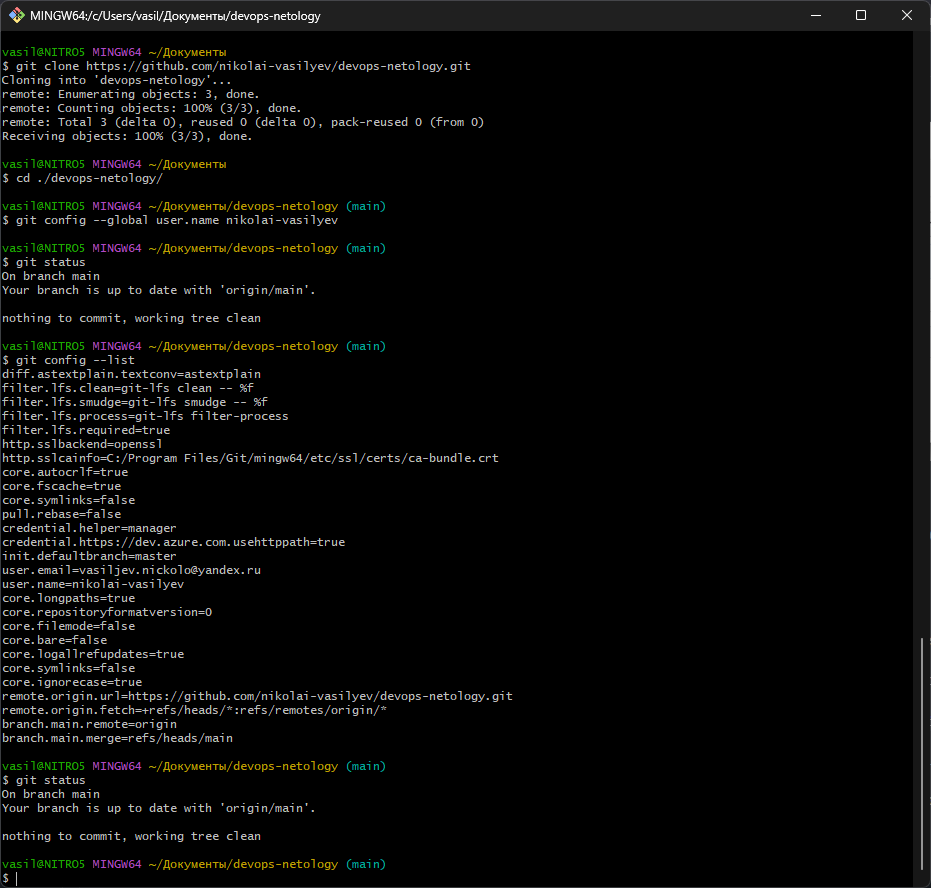 MINGW64:/c/Users/vasil/Документы/devops-netology
vasil@NITRO5 MINGW64 ~/Документы
$ git clone https://github.com/nikolai-vasilyev/devops-netology.git
Cloning into 'devops-netology'...
remote: Enumerating objects: 3, done.
remote: Counting objects: 100% (3/3), done.
remote: Total 3 (delta 0), reused 0 (delta 0), pack-reused 0 (from 0)
Receiving objects: 100% (3/3), done.
vasil@NITRO5 MINGW64 ~/Документы
$ cd ./devops-netology/
vasil@NITRO5 MINGW64 ~/Документы/devops-netology (main)
$ git config --global user.name nikolai-vasilyev
vasil@NITRO5 MINGW64 ~/Документы/devops-netology (main)
$ git status
On branch main
Your branch is up to date with 'origin/main'.
nothing to commit, working tree clean
vasil@NITRO5 MINGW64 ~/Документы/devops-netology (main)
$ git config --list
diff.astextplain.textconv=astextplain
filter.lfs.clean=git-lfs clean -- %f
filter.lfs.smudge=git-lfs smudge -- %f
filter.lfs.process=git-lfs filter-process
filter.lfs.required=true
http.sslbackend=openssl
http.sslcainfo=C:/Program Files/Git/mingw64/etc/ssl/certs/ca-bundle.crt
core.autocrlf=true
core.fscache=true
core.symlinks=false
pull.rebase=false
credential.helper=manager
credential.https://dev.azure.com.usehttppath=true
init.defaultbranch=master
user.email=vasiljev.nickolo@yandex.ru
user.name=nikolai-vasilyev
core.longpaths=true
core.repositoryformatversion=0
core.filemode=false
core.bare=false
core.logallrefupdates=true
core.symlinks=false
core.ignorecase=true
remote.origin.url=https://github.com/nikolai-vasilyev/devops-netology.git
remote.origin.fetch=+refs/heads/*:refs/remotes/origin/*
branch.main.remote=origin
branch.main.merge=refs/heads/main
vasil@NITRO5 MINGW64 ~/Документы/devops-netology (main)
$ git status
On branch main
Your branch is up to date with 'origin/main'.
nothing to commit, working tree clean
vasil@NITRO5 MINGW64 ~/Документы/devops-netology (main)
$